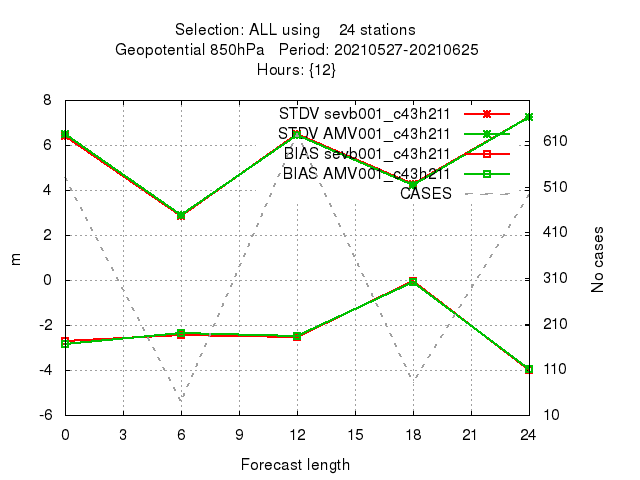 Selection: ALL using    24 stations
Geopotential 850hPa   Period: 20210527-20210625
Hours: {12}
STDV sevb001_c43h211
STDV AMV001_c43h211
BIAS sevb001_c43h211
BIAS AMV001_c43h211
CASES
8
6
4
2
0
-2
-4
-6
m
610
510
410
310
210
110
10
No cases
0 3 6 9 12 15 18 21 24
Forecast length